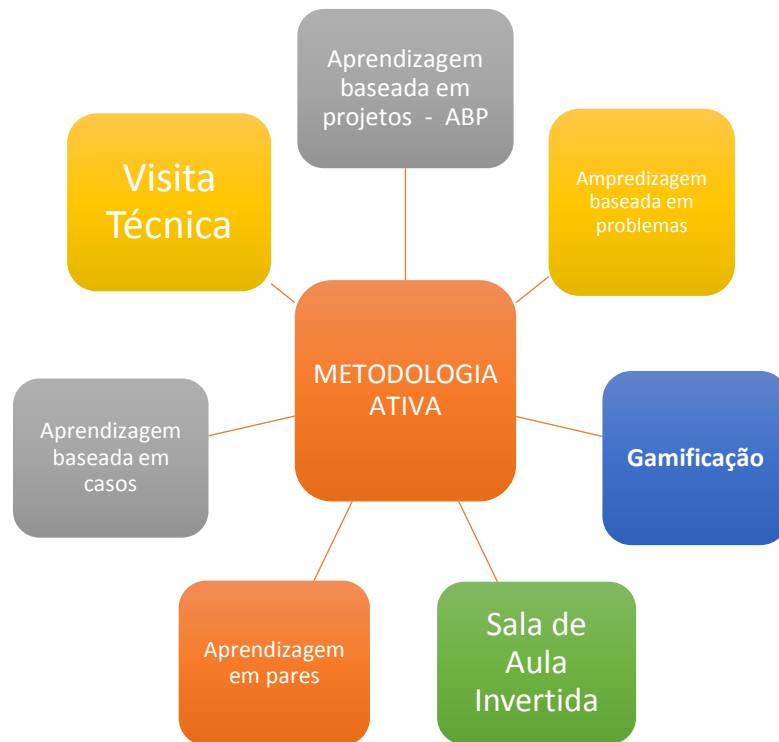 Aprendizagem
baseada em
projetos - ABP
Visita
Técnica
Ampredizagem
baseada em
problemas
METODOLOGIA
ATIVA
Aprendizagem
baseada em
casos
Gamificação
Aprendizagem
em pares
Sala de
Aula
Invertida